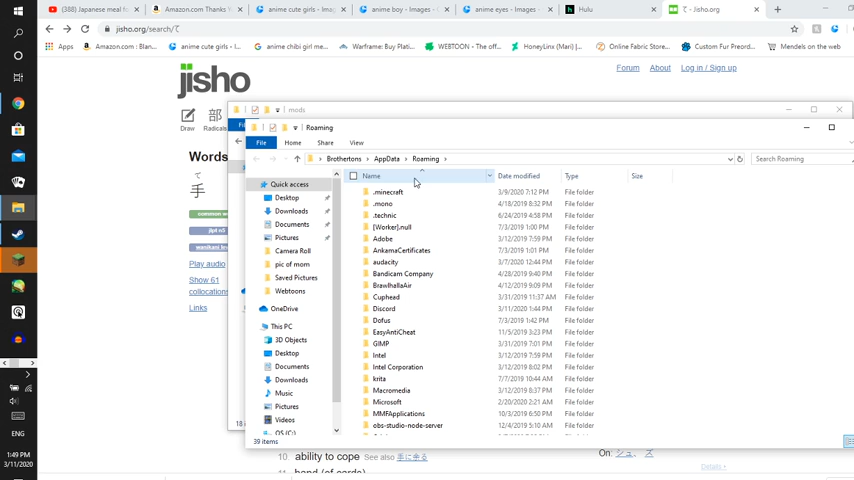 (388) Japanese meal fo
Amazon.com Thanks Y
anime cute girls - Images
anime boy - Images -
anime eyes - Images -
Hulu
て - Jisho.org
jisho.org/search/て
Apps
Amazon.com : Blan...
anime cute girls - I...
anime chibi girl me...
Warframe: Buy Plati...
WEBTOON - The off...
HoneyLinx (Mari) |...
Online Fabric Store...
Custom Fur Preord...
Mendels on the web
jisho
Forum
About
Log in / Sign up
Draw
Radicals
mods
Roaming
File
Home
Share
View
Brothertons > AppData > Roaming >
Search Roaming
Words
て
手
common w
jlpt n5
wanikani lev
Play audio
Show 61
collocations
Links
Quick access
Desktop
Downloads
Documents
Pictures
Camera Roll
pic of mom
Saved Pictures
Webtoons
OneDrive
This PC
3D Objects
Desktop
Documents
Downloads
Music
Pictures
Videos
OS (C:)
Name
Date modified
Type
Size
.minecraft 3/9/2020 7:12 PM File folder
.mono 4/18/2019 8:32 PM File folder
.technic 6/24/2019 4:58 PM File folder
[Worker].null 7/3/2019 1:00 PM File folder
Adobe 3/12/2019 7:59 PM File folder
AnkamaCertificates 7/3/2019 1:01 PM File folder
audacity 3/7/2020 12:44 PM File folder
Bandicam Company 4/28/2019 9:40 PM File folder
BrawlhallaAir 4/12/2019 9:09 PM File folder
Cuphead 3/31/2019 11:37 AM File folder
Discord 3/11/2020 1:44 PM File folder
Dofus 7/3/2019 1:42 PM File folder
EasyAntiCheat 11/5/2019 3:23 PM File folder
GIMP 3/31/2019 7:01 PM File folder
Intel 3/12/2019 7:59 PM File folder
Intel Corporation 3/12/2019 8:02 PM File folder
krita 7/7/2019 10:44 AM File folder
Macromedia 3/12/2019 8:37 PM File folder
Microsoft 2/20/2020 2:21 AM File folder
MMFApplications 10/3/2019 6:50 PM File folder
obs-studio-node-server 12/4/2019 5:10 AM File folder
39 items
10. ability to cope See also 手に余る
11. hand (of cards)
On: シュ、 ズ
Details ▸
ENG
1:49 PM
3/11/2020